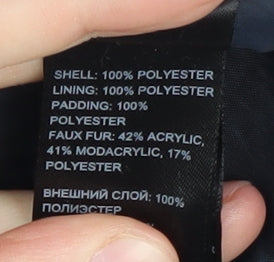 SHELL: 100% POLYESTER
LINING: 100% POLYESTER
PADDING: 100%
POLYESTER
FAUX FUR: 42% ACRYLIC,
41% MODACRYLIC, 17%
POLYESTER
ВНЕШНИЙ СЛОЙ: 100%
ПОЛИЭСТЕР